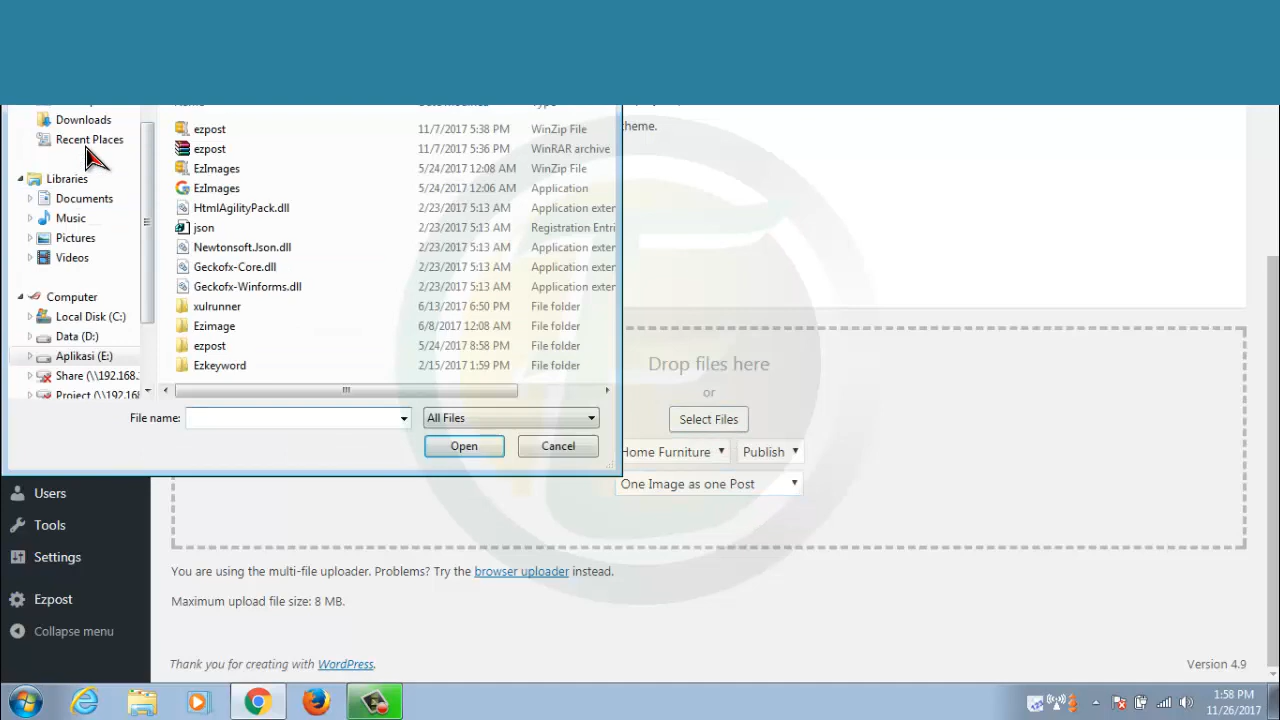 Downloads
Recent Places
Libraries
Documents
Music
Pictures
Videos
Computer
Local Disk (C:)
Data (D:)
Aplikasi (E:)
Share (\\192.168.
Project (\\192.16
ezpost 11/7/2017 5:38 PM WinZip File
ezpost 11/7/2017 5:36 PM WinRAR archive
EzImages 5/24/2017 12:08 AM WinZip File
EzImages 5/24/2017 12:06 AM Application
HtmlAgilityPack.dll 2/23/2017 5:13 AM Application exter
json 2/23/2017 5:13 AM Registration Entri
Newtonsoft.Json.dll 2/23/2017 5:13 AM Application exter
Geckofx-Core.dll 2/23/2017 5:13 AM Application exter
Geckofx-Winforms.dll 2/23/2017 5:13 AM Application exter
xulrunner 6/13/2017 6:50 PM File folder
Ezimage 6/8/2017 12:08 AM File folder
ezpost 5/24/2017 8:58 PM File folder
Ezkeyword 2/15/2017 1:59 PM File folder
File name: All Files
Open Cancel
heme.
Drop files here
or
Select Files
Home Furniture Publish
One Image as one Post
Users
Tools
Settings
Ezpost
Collapse menu
You are using the multi-file uploader. Problems? Try the browser uploader instead.
Maximum upload file size: 8 MB.
Thank you for creating with WordPress. Version 4.9
1:58 PM
11/26/2017